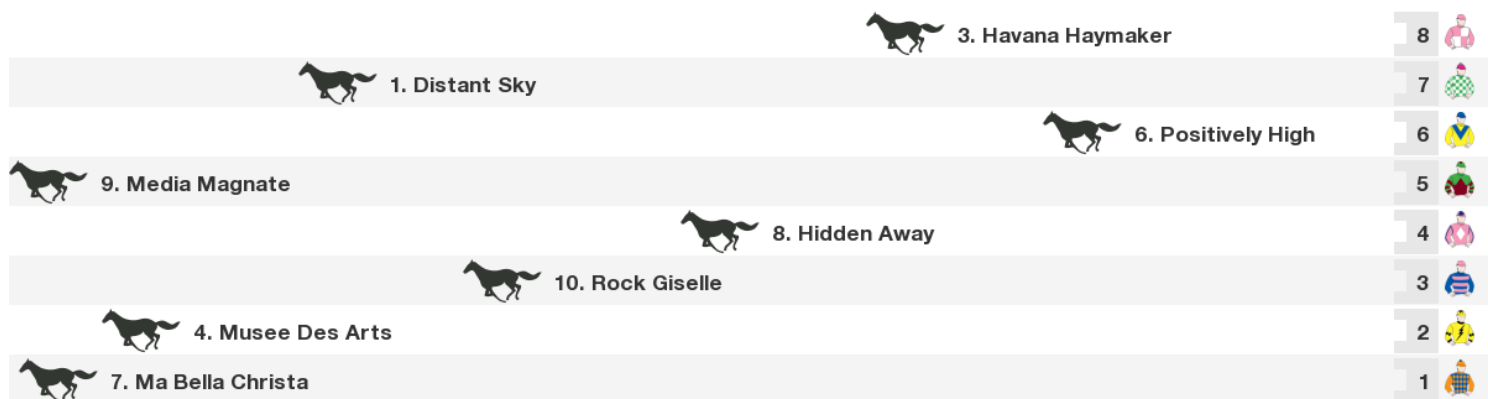 3. Havana Haymaker 8
1. Distant Sky 7
6. Positively High 6
9. Media Magnate 5
8. Hidden Away 4
10. Rock Giselle 3
4. Musee Des Arts 2
7. Ma Bella Christa 1